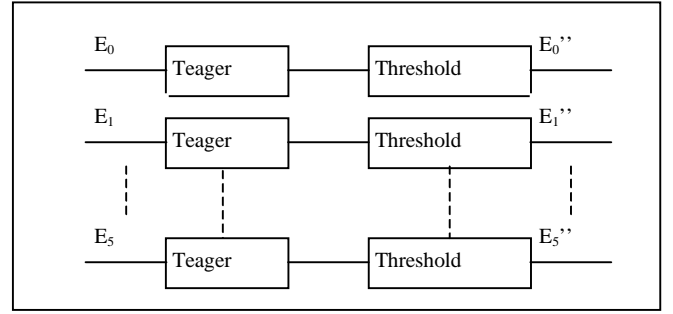 E₀ Teager Threshold E₀’’
E₁ Teager Threshold E₁’’
E₅ Teager Threshold E₅’’